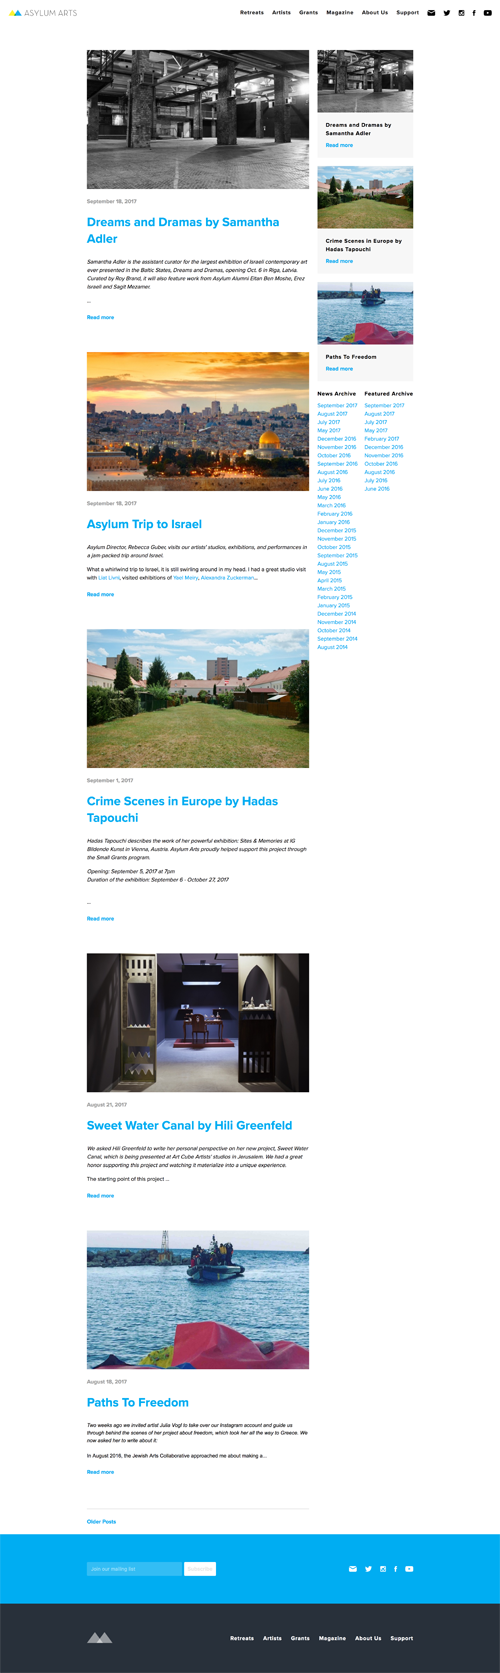 ASYLUM ARTS
Retreats Artists Grants Magazine About Us Support
September 18, 2017
Dreams and Dramas by Samantha
Adler
Samantha Adler is the assistant curator for the largest exhibition of Israeli contemporary art
ever presented in the Baltic States, Dreams and Dramas, opening Oct. 6 in Riga, Latvia.
Curated by Roy Brand, it will also feature work from Asylum Alumni Eitan Ben Moshe, Erez
Israeli and Sagit Mezamer.
...
Read more
September 18, 2017
Asylum Trip to Israel
Asylum Director, Rebecca Guber, visits our artists' studios, exhibitions, and performances in
a jam-packed trip around Israel.
What a whirlwind trip to Israel, it is still swirling around in my head. I had a great studio visit
with Liat Livni, visited exhibitions of Yael Meiry, Alexandra Zuckerman...
Read more
September 1, 2017
Crime Scenes in Europe by Hadas
Tapouchi
Hadas Tapouchi describes the work of her powerful exhibition: Sites & Memories at IG
Bildende Kunst in Vienna, Austria. Asylum Arts proudly helped support this project through
the Small Grants program.
Opening: September 5, 2017 at 7pm
Duration of the exhibition: September 6 - October 27, 2017
...
Read more
August 21, 2017
Sweet Water Canal by Hili Greenfeld
We asked Hili Greenfeld to write her personal perspective on her new project, Sweet Water
Canal, which is being presented at Art Cube Artists' studios in Jerusalem. We had a great
honor supporting this project and watching it materialize into a unique experience.
The starting point of this project ...
Read more
August 18, 2017
Paths To Freedom
Two weeks ago we invited artist Julia Vogl to take over our Instagram account and guide us
through behind the scenes of her project about freedom, which took her all the way to Greece. We
now asked her to write about it:
In August 2016, the Jewish Arts Collaborative approached me about making a...
Read more
Older Posts
Dreams and Dramas by
Samantha Adler
Read more
Crime Scenes in Europe by
Hadas Tapouchi
Read more
Paths To Freedom
Read more
News Archive
September 2017
August 2017
July 2017
May 2017
December 2016
November 2016
October 2016
September 2016
August 2016
July 2016
June 2016
May 2016
March 2016
February 2016
January 2016
December 2015
November 2015
October 2015
September 2015
August 2015
May 2015
April 2015
March 2015
February 2015
January 2015
December 2014
November 2014
October 2014
September 2014
August 2014
Featured Archive
September 2017
August 2017
July 2017
May 2017
February 2017
December 2016
November 2016
October 2016
August 2016
July 2016
June 2016
Join our mailing list
Subscribe
Retreats Artists Grants Magazine About Us Support